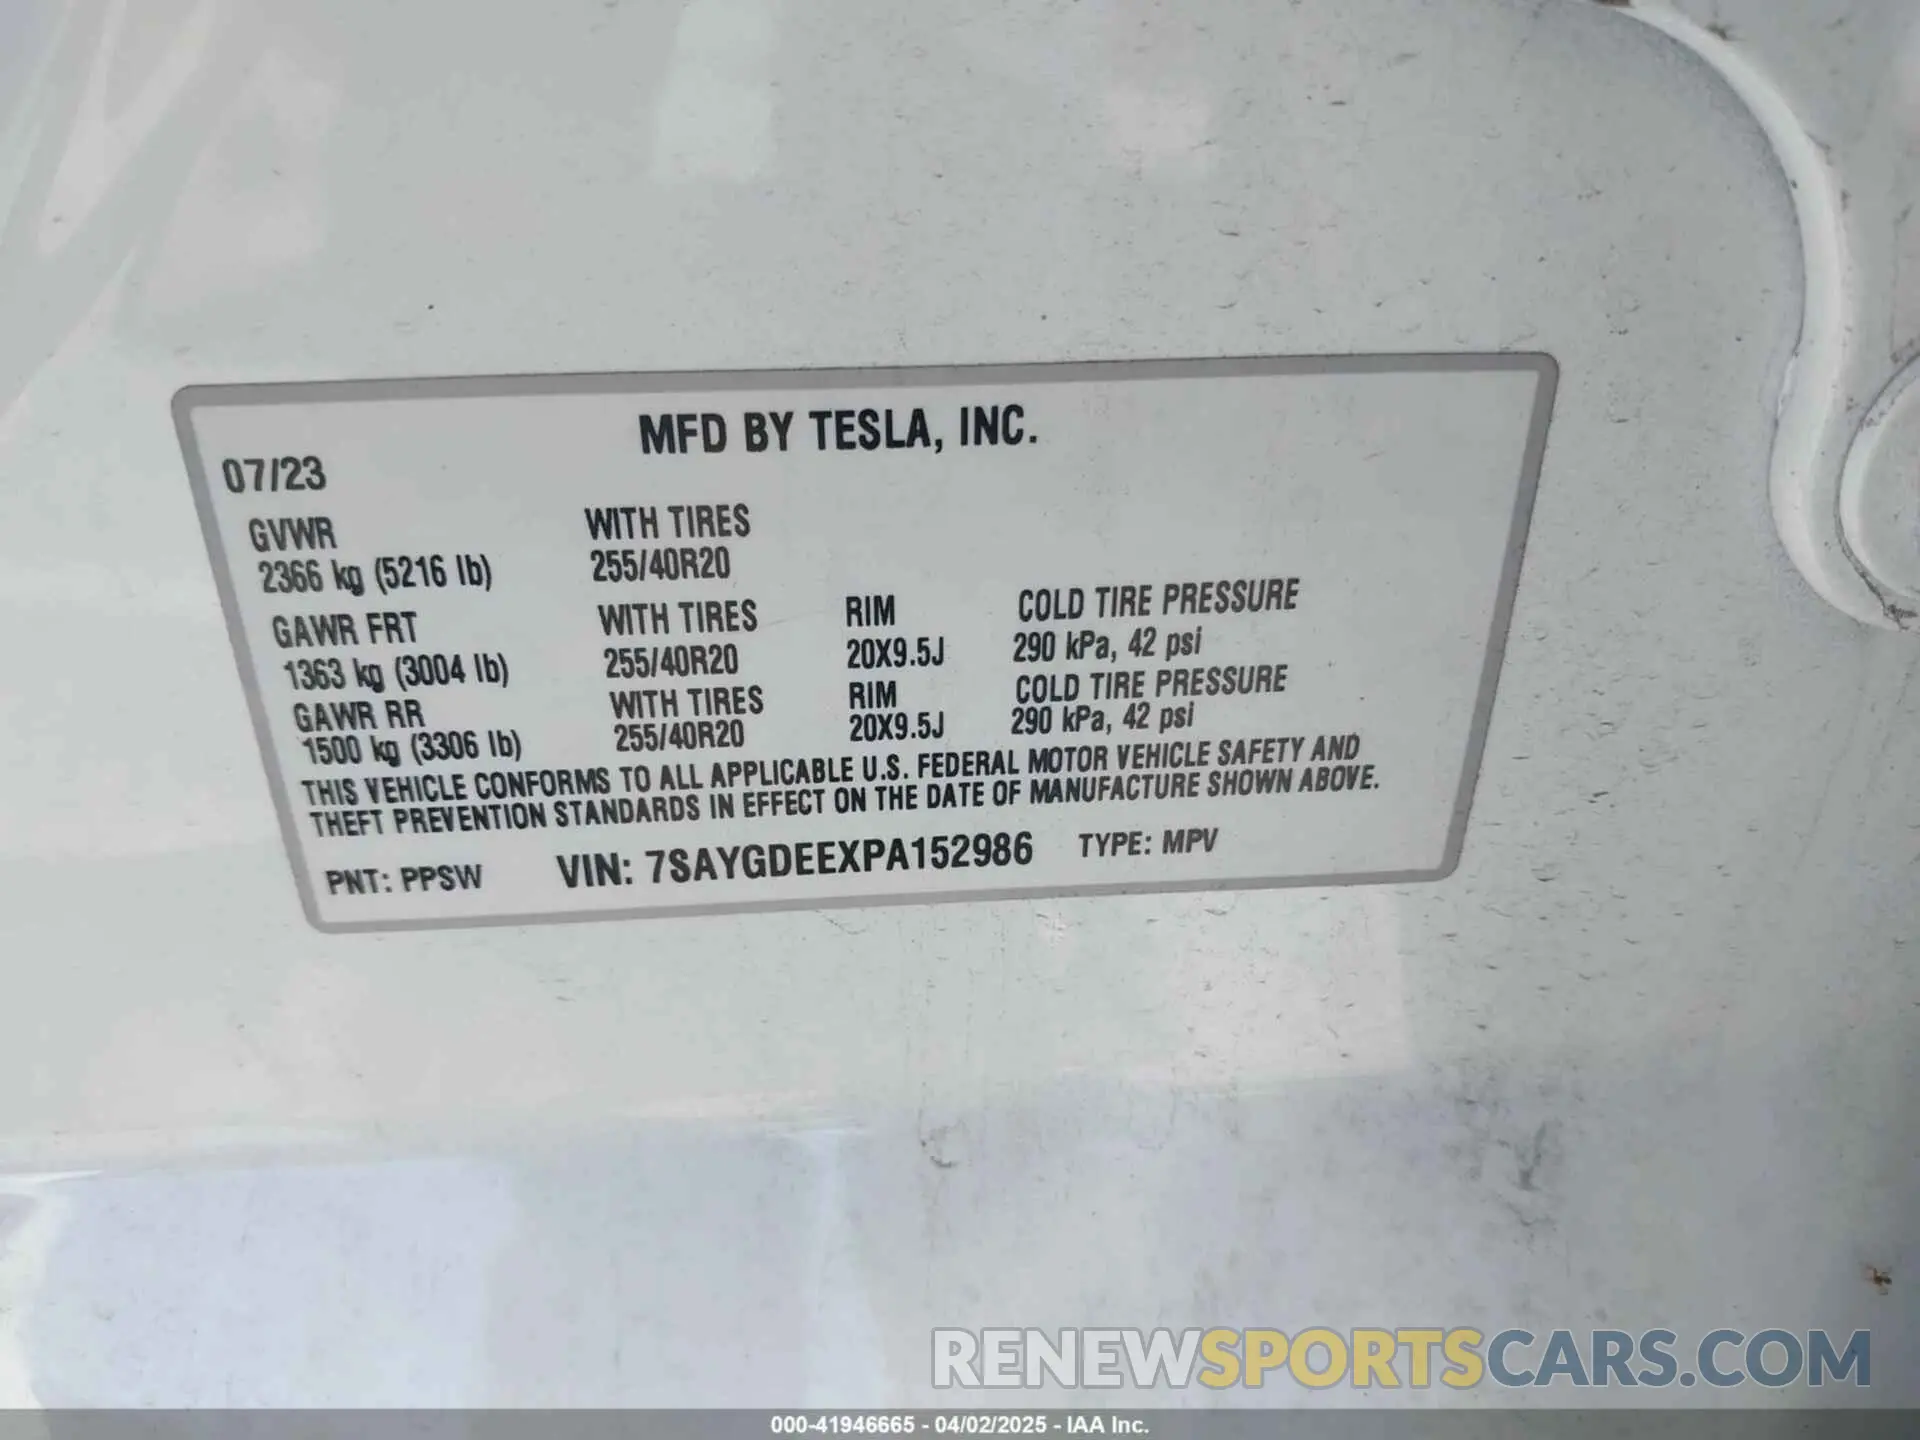 MFD BY TESLA, INC.
07/23
GVWR WITH TIRES
2366 kg (5216 lb) 255/40R20
GAWR FRT WITH TIRES RIM COLD TIRE PRESSURE
1363 kg (3004 lb) 255/40R20 20X9.5J 290 kPa, 42 psi
GAWR RR WITH TIRES RIM COLD TIRE PRESSURE
1500 kg (3306 lb) 255/40R20 20X9.5J 290 kPa, 42 psi
THIS VEHICLE CONFORMS TO ALL APPLICABLE U.S. FEDERAL MOTOR VEHICLE SAFETY AND
THEFT PREVENTION STANDARDS IN EFFECT ON THE DATE OF MANUFACTURE SHOWN ABOVE.
PNT: PPSW VIN: 7SAYGDEEXPA152986 TYPE: MPV
RENEWSPORTSCARS.COM
000-41946665 - 04/02/2025 - IAA Inc.